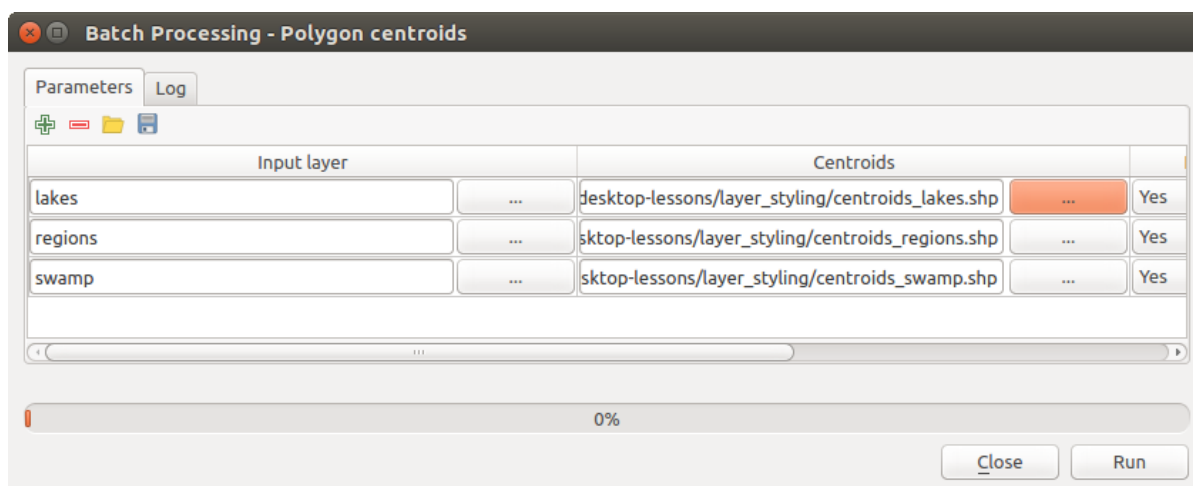 Batch Processing - Polygon centroids
Parameters Log
Input layer Centroids
lakes ... desktop-lessons/layer_styling/centroids_lakes.shp ... Yes
regions ... sktop-lessons/layer_styling/centroids_regions.shp ... Yes
swamp ... sktop-lessons/layer_styling/centroids_swamp.shp ... Yes
0%
Close Run